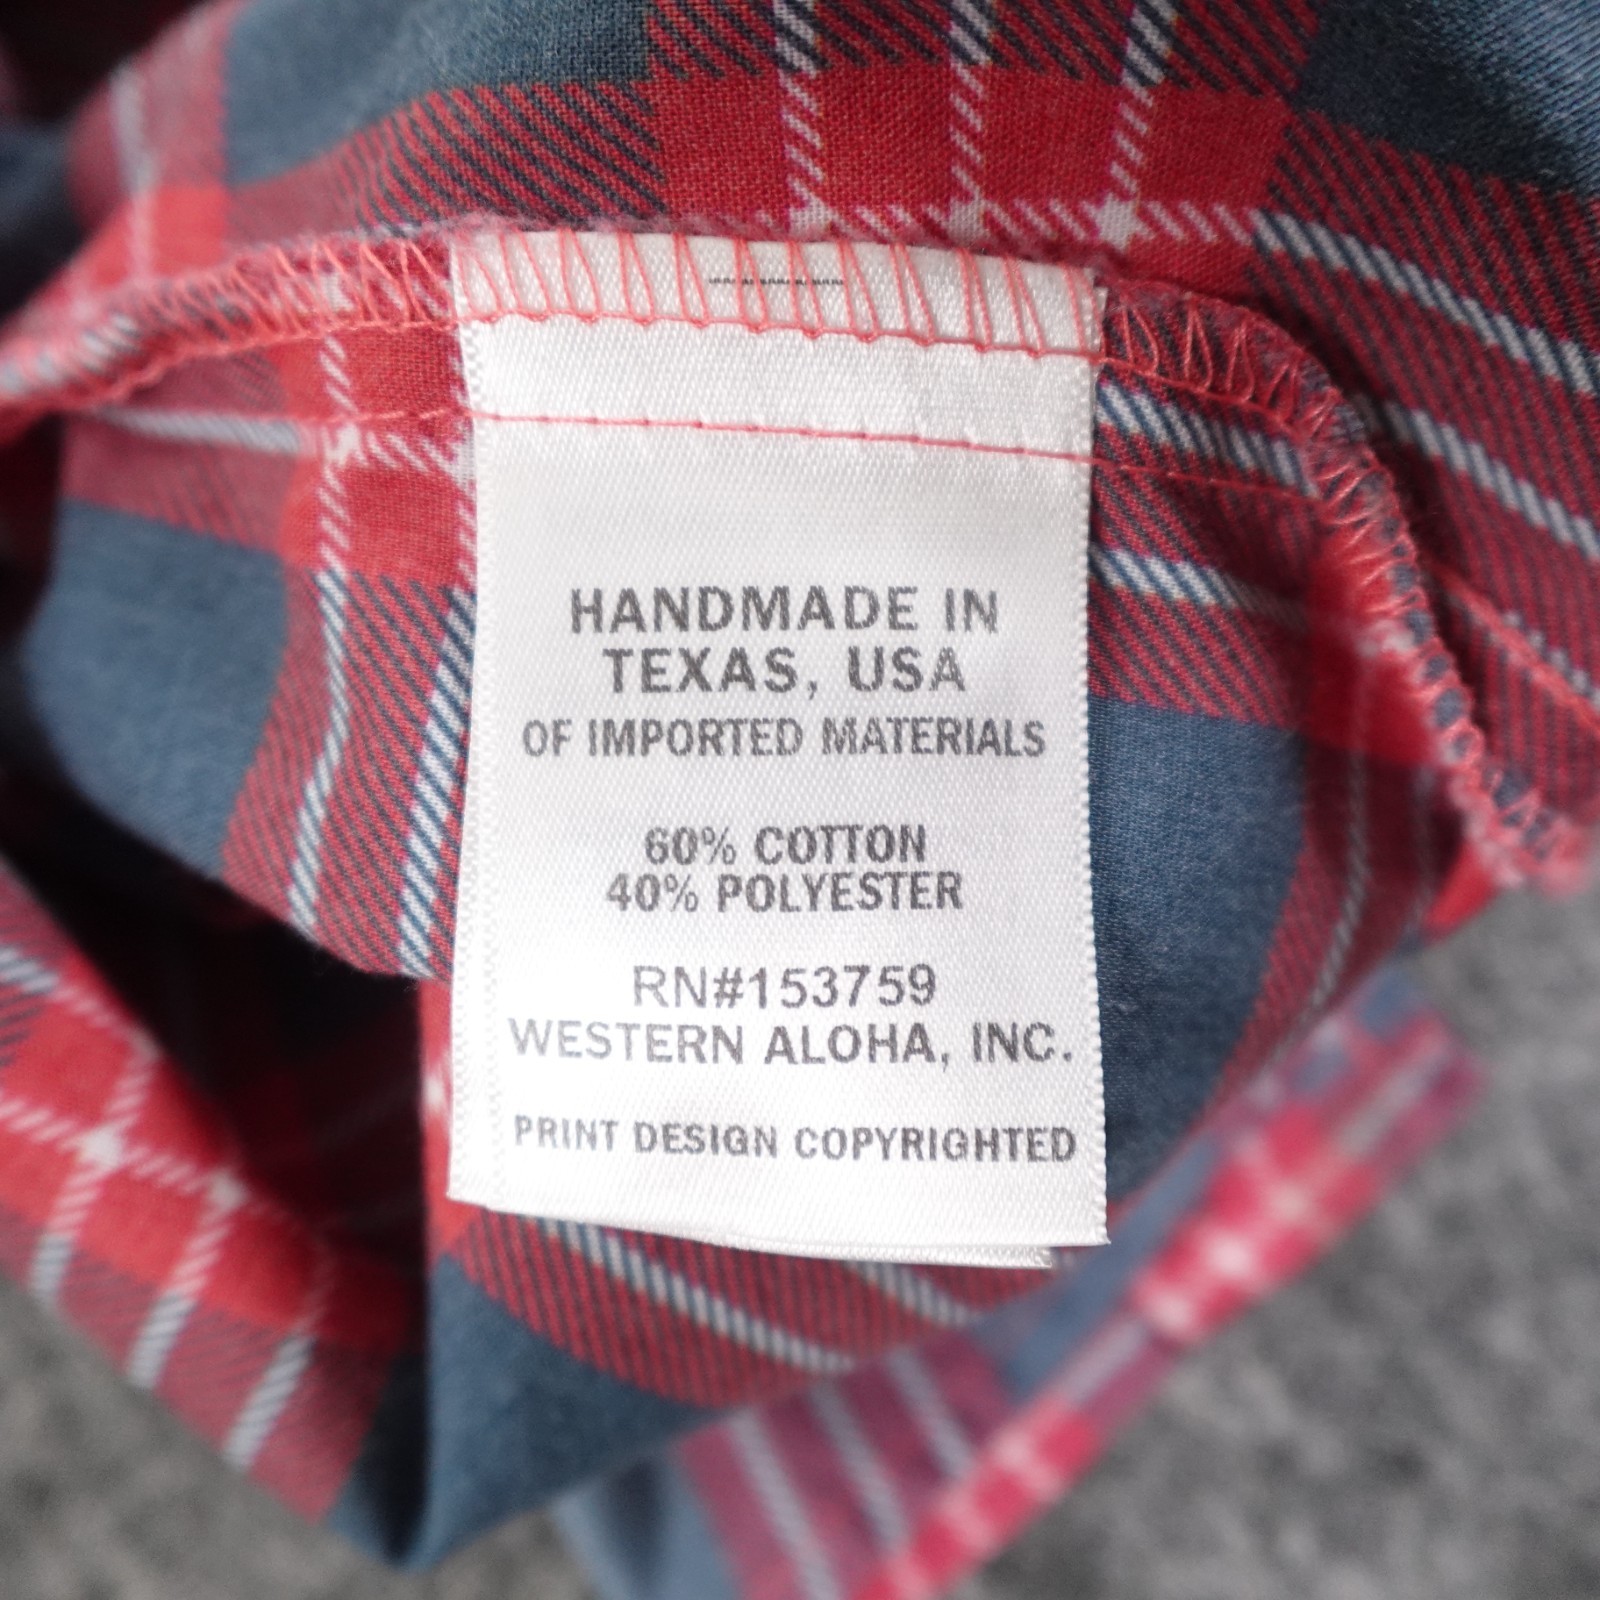 HANDMADE IN
TEXAS, USA
OF IMPORTED MATERIALS
60% COTTON
40% POLYESTER
RN#153759
WESTERN ALOHA, INC.
PRINT DESIGN COPYRIGHTED